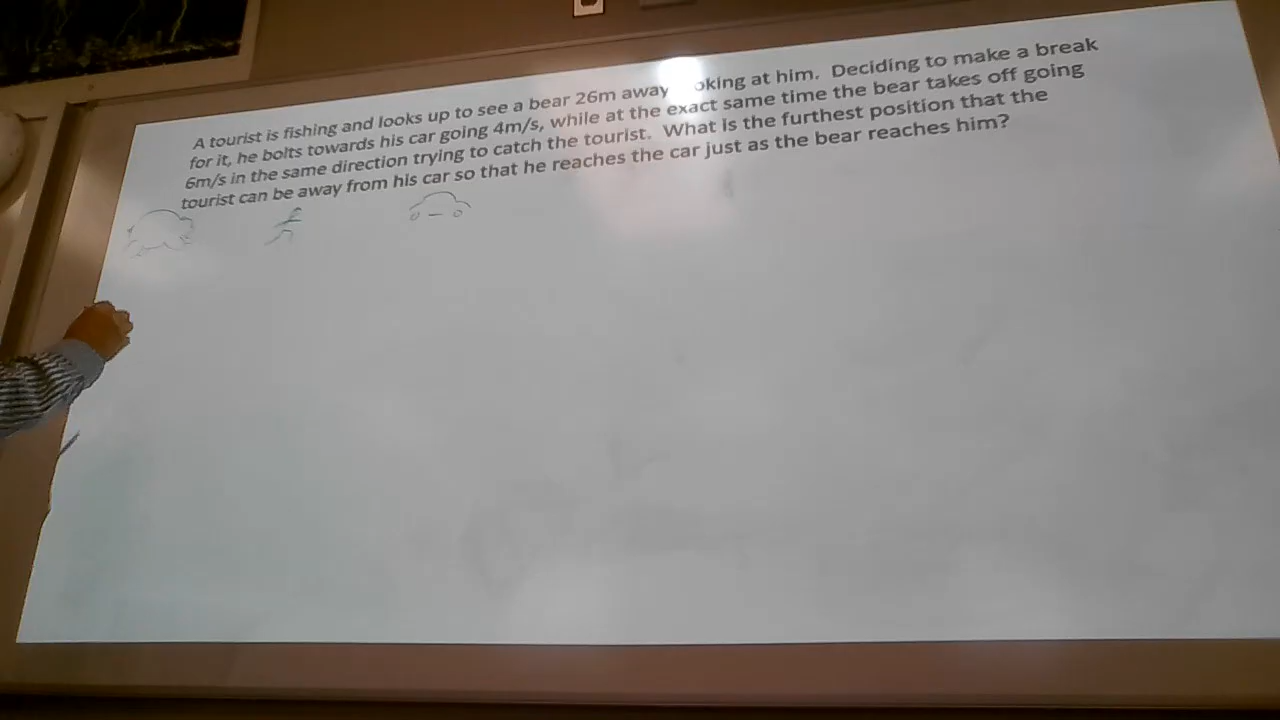 A tourist is fishing and looks up to see a bear 26m away oking at him. Deciding to make a break
for it, he bolts towards his car going 4m/s, while at the exact same time the bear takes off going
6m/s in the same direction trying to catch the tourist. What is the furthest position that the
tourist can be away from his car so that he reaches the car just as the bear reaches him?